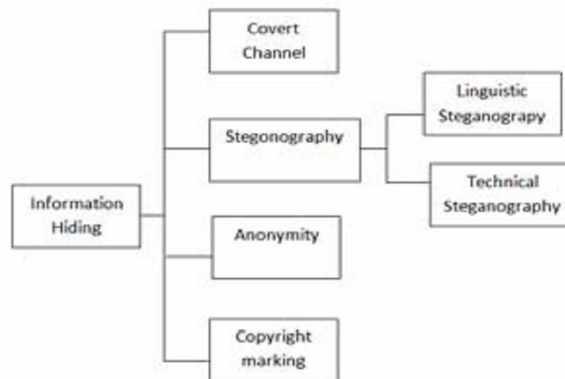 Covert
Channel
Linguistic
Steganograpy
Stegonography
Technical
Steganography
Information
Hiding
Anonymity
Copyright
marking